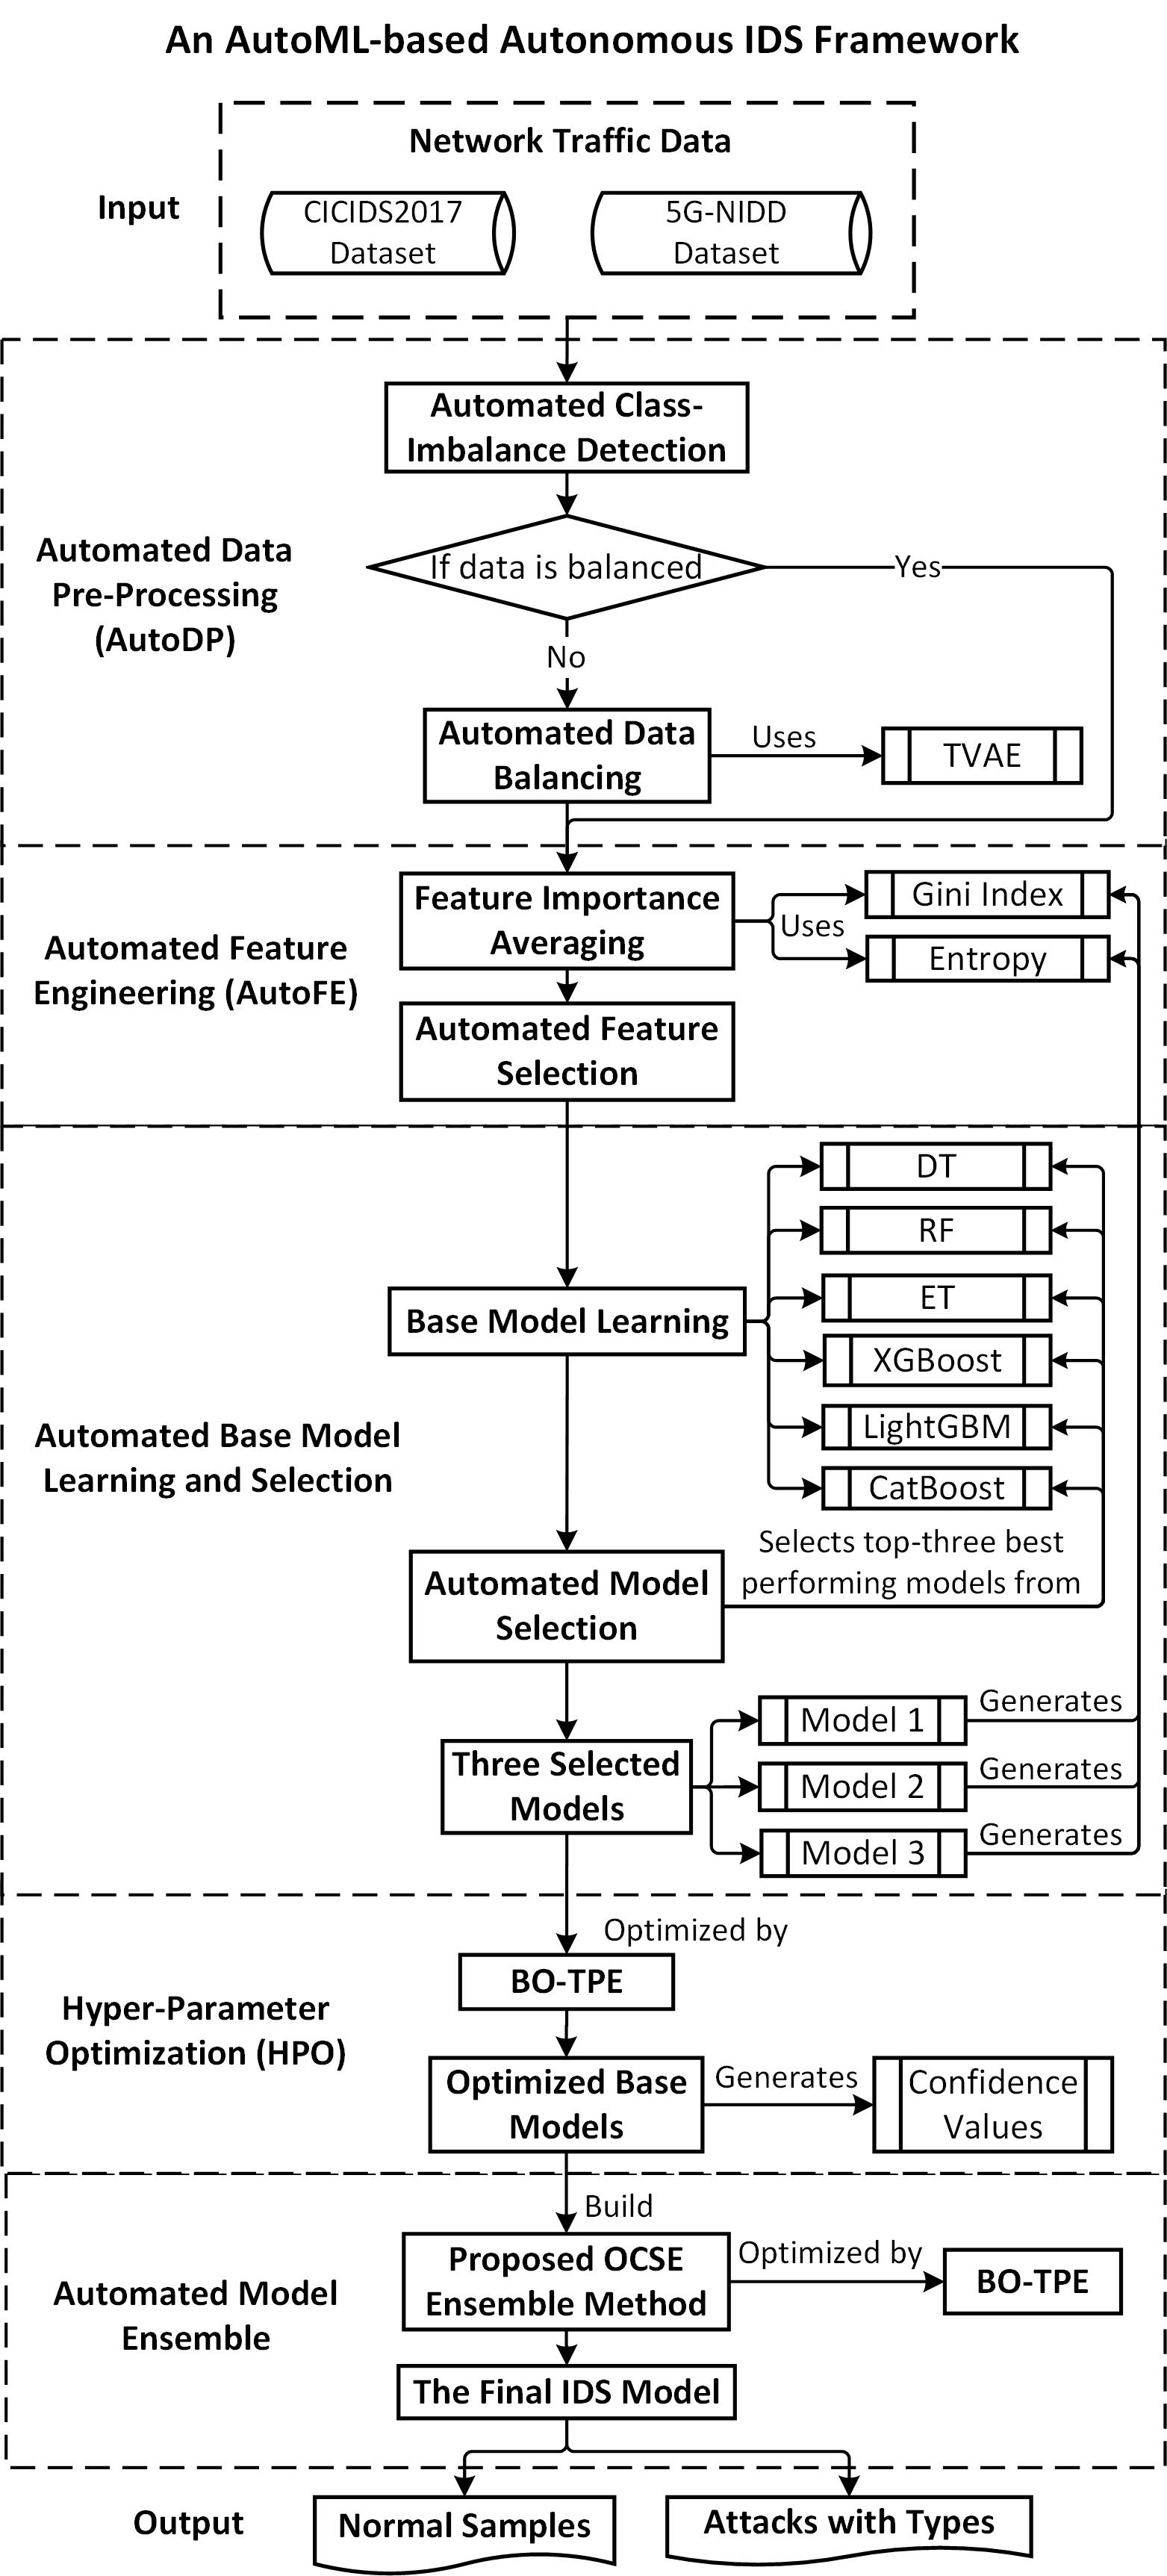 An AutoML-based Autonomous IDS Framework
Network Traffic Data
Input
CICIDS2017
Dataset
5G-NIDD
Dataset
Automated Class-
Imbalance Detection
Automated Data
Pre-Processing
(AutoDP)
If data is balanced
Yes
No
Automated Data
Balancing
Uses
TVAE
Automated Feature
Engineering (AutoFE)
Feature Importance
Averaging
Uses
Gini Index
Entropy
Automated Feature
Selection
Automated Base Model
Learning and Selection
Base Model Learning
DT
RF
ET
XGBoost
LightGBM
CatBoost
Selects top-three best
performing models from
Automated Model
Selection
Three Selected
Models
Model 1
Generates
Model 2
Generates
Model 3
Generates
Optimized by
Hyper-Parameter
Optimization (HPO)
BO-TPE
Optimized Base
Models
Generates
Confidence
Values
Build
Automated Model
Ensemble
Proposed OCSE
Ensemble Method
Optimized by
BO-TPE
The Final IDS Model
Output
Normal Samples
Attacks with Types